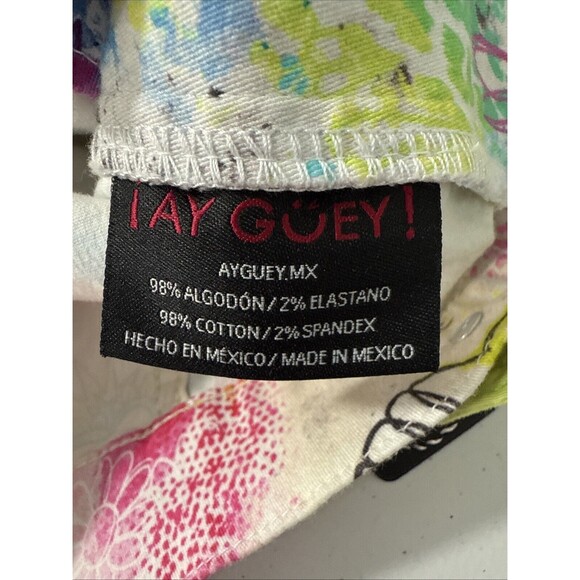 ¡AY GÜEY!
AYGUEY.MX
98% ALGODÓN / 2% ELASTANO
98% COTTON / 2% SPANDEX
HECHO EN MÉXICO / MADE IN MEXICO